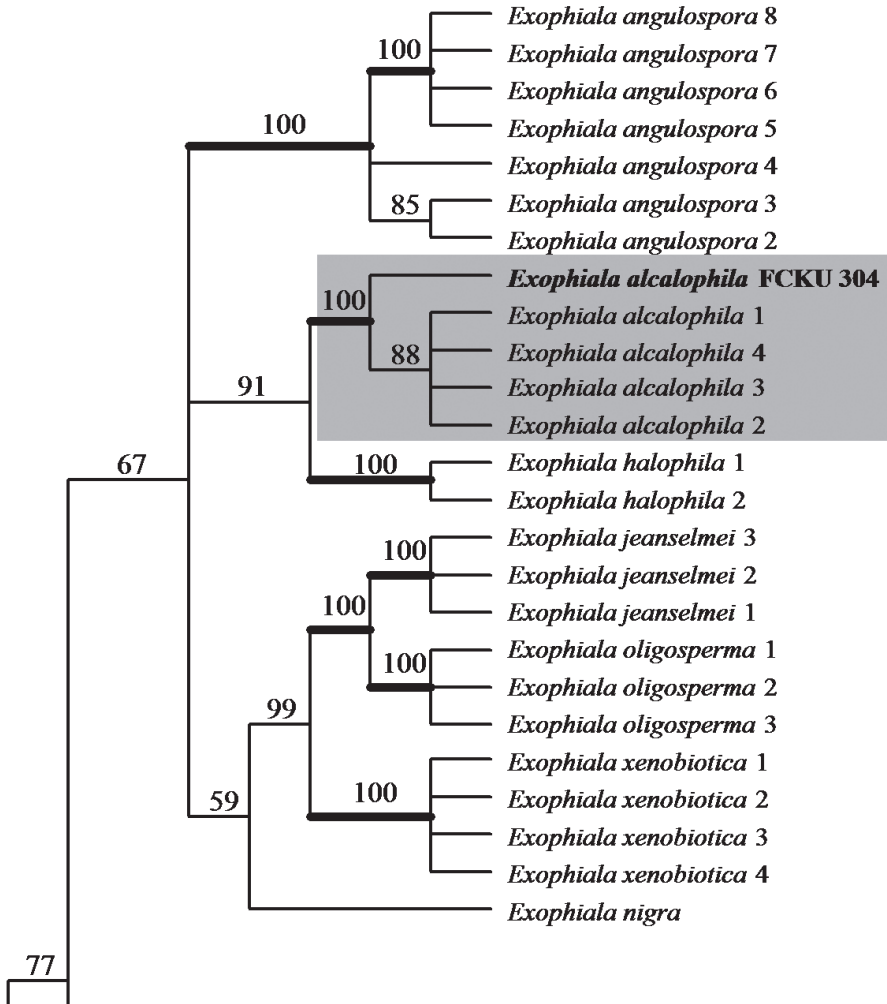 Exophiala angulospora 8
100
Exophiala angulospora 7
Exophiala angulospora 6
100
Exophiala angulospora 5
Exophiala angulospora 4
85
Exophiala angulospora 3
Exophiala angulospora 2
Exophiala alcalophila FCKU 304
100
Exophiala alcalophila 1
88
Exophiala alcalophila 4
91
Exophiala alcalophila 3
Exophiala alcalophila 2
67
100
Exophiala halophila 1
Exophiala halophila 2
Exophiala jeanselmei 3
100
Exophiala jeanselmei 2
100
Exophiala jeanselmei 1
Exophiala oligosperma 1
100
Exophiala oligosperma 2
99
Exophiala oligosperma 3
Exophiala xenobiotica 1
59
100
Exophiala xenobiotica 2
Exophiala xenobiotica 3
Exophiala xenobiotica 4
Exophiala nigra
77